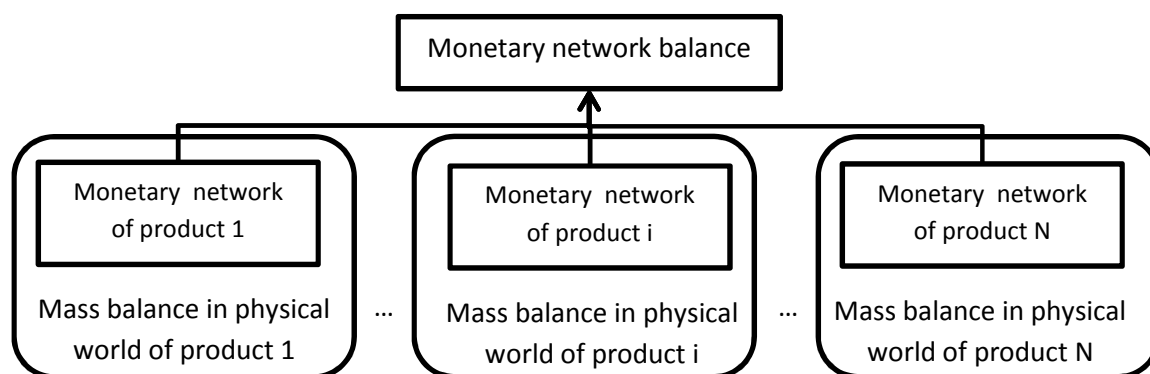 Monetary network balance
Monetary network
of product 1
Monetary network
of product i
Monetary network
of product N
Mass balance in physical
world of product 1
...
Mass balance in physical
world of product i
...
Mass balance in physical
world of product N